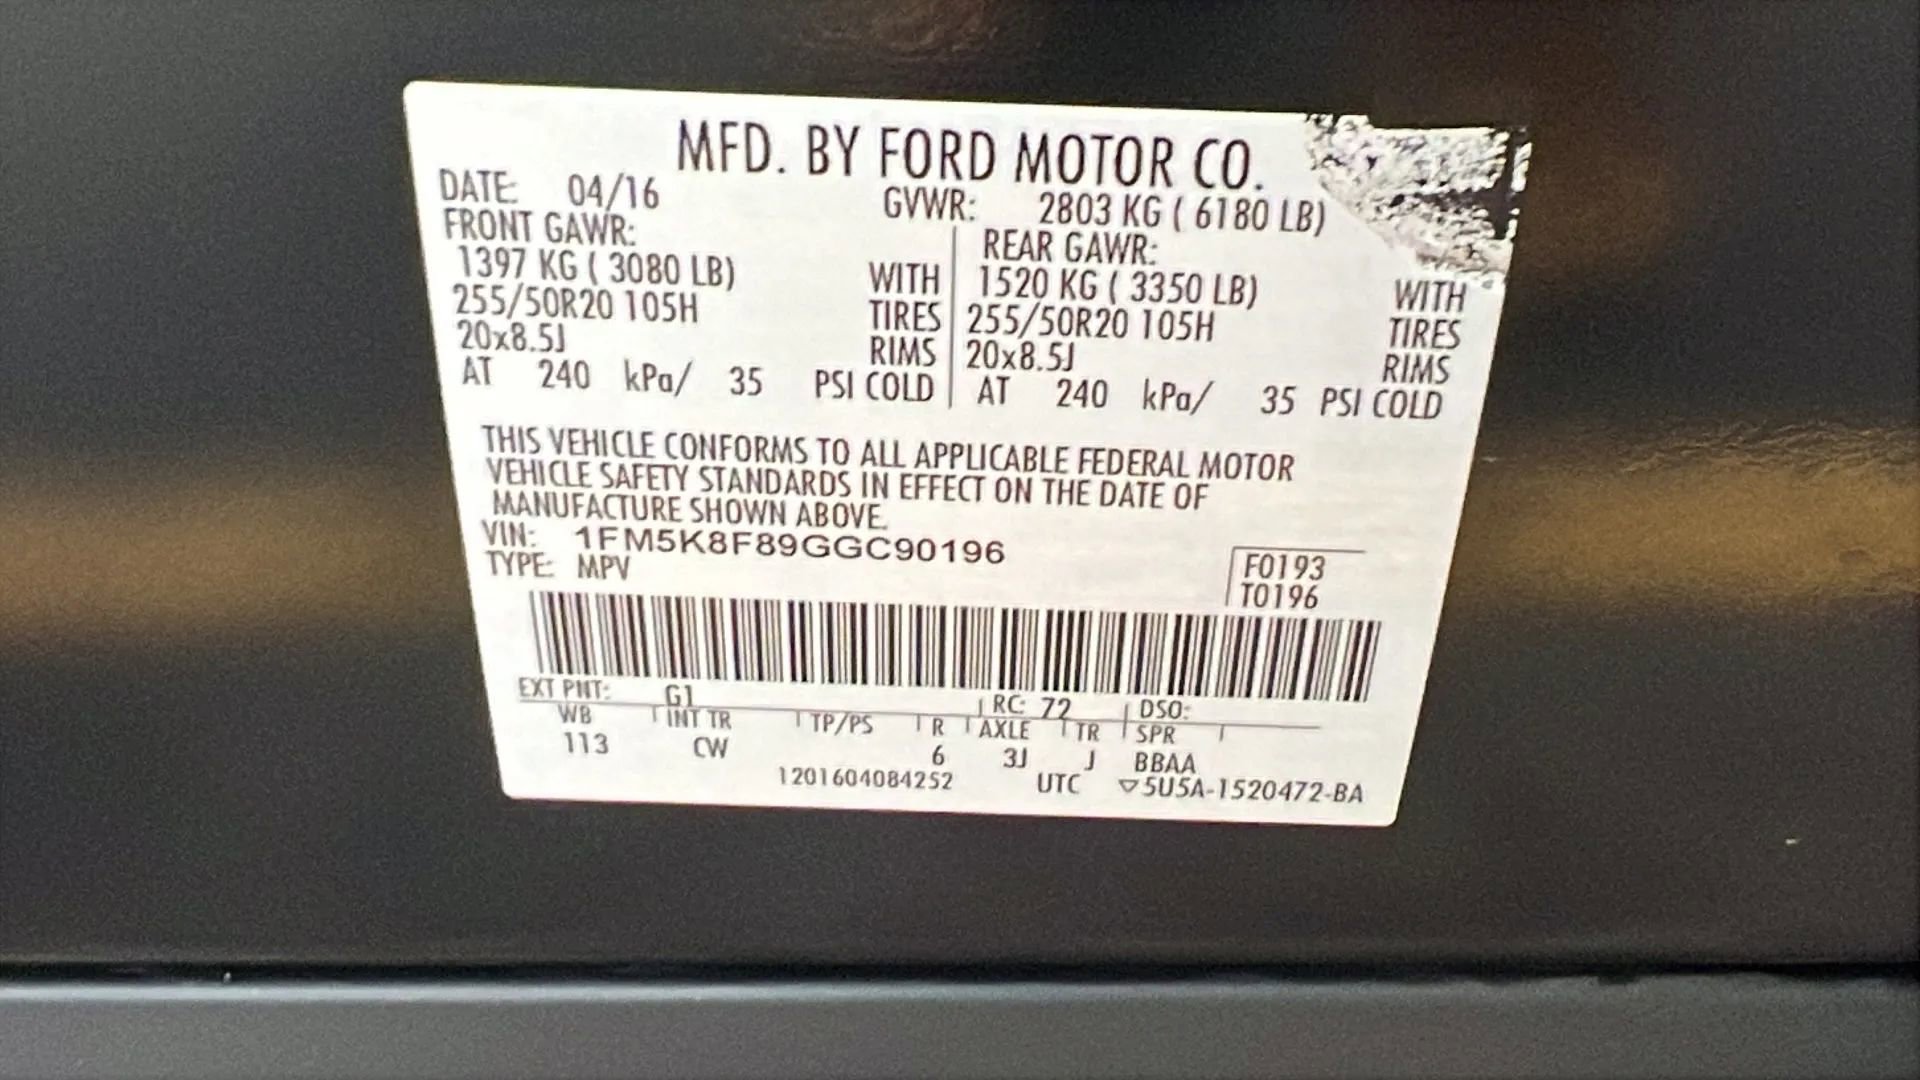 MFD. BY FORD MOTOR CO.
DATE: 04/16 GVWR: 2803 KG ( 6180 LB)
FRONT GAWR: REAR GAWR:
1397 KG ( 3080 LB) WITH 1520 KG ( 3350 LB) WITH
255/50R20 105H TIRES 255/50R20 105H TIRES
20x8.5J RIMS 20x8.5J RIMS
AT 240 kPa/ 35 PSI COLD AT 240 kPa/ 35 PSI COLD
THIS VEHICLE CONFORMS TO ALL APPLICABLE FEDERAL MOTOR
VEHICLE SAFETY STANDARDS IN EFFECT ON THE DATE OF
MANUFACTURE SHOWN ABOVE.
VIN: 1FM5K8F89GGC90196
TYPE: MPV F0193
T0196
EXT PNT: G1 RC: 72 DSO:
WB INT TR TP/PS R AXLE TR SPR
113 CW 6 3J J BBAA
1201604084252 UTC ▽5U5A-1520472-BA